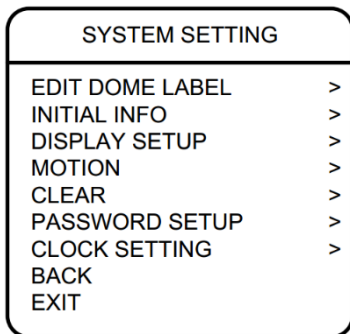 SYSTEM SETTING
EDIT DOME LABEL >
INITIAL INFO >
DISPLAY SETUP >
MOTION >
CLEAR >
PASSWORD SETUP >
CLOCK SETTING >
BACK
EXIT